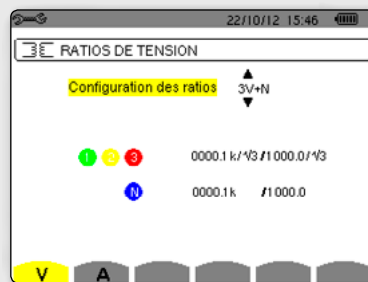 22/10/12 15:46
RATIOS DE TENSION
Configuration des ratios 3V+N
1 2 3 0000.1k/√3/1000.0/√3
N 0000.1k /1000.0
V A